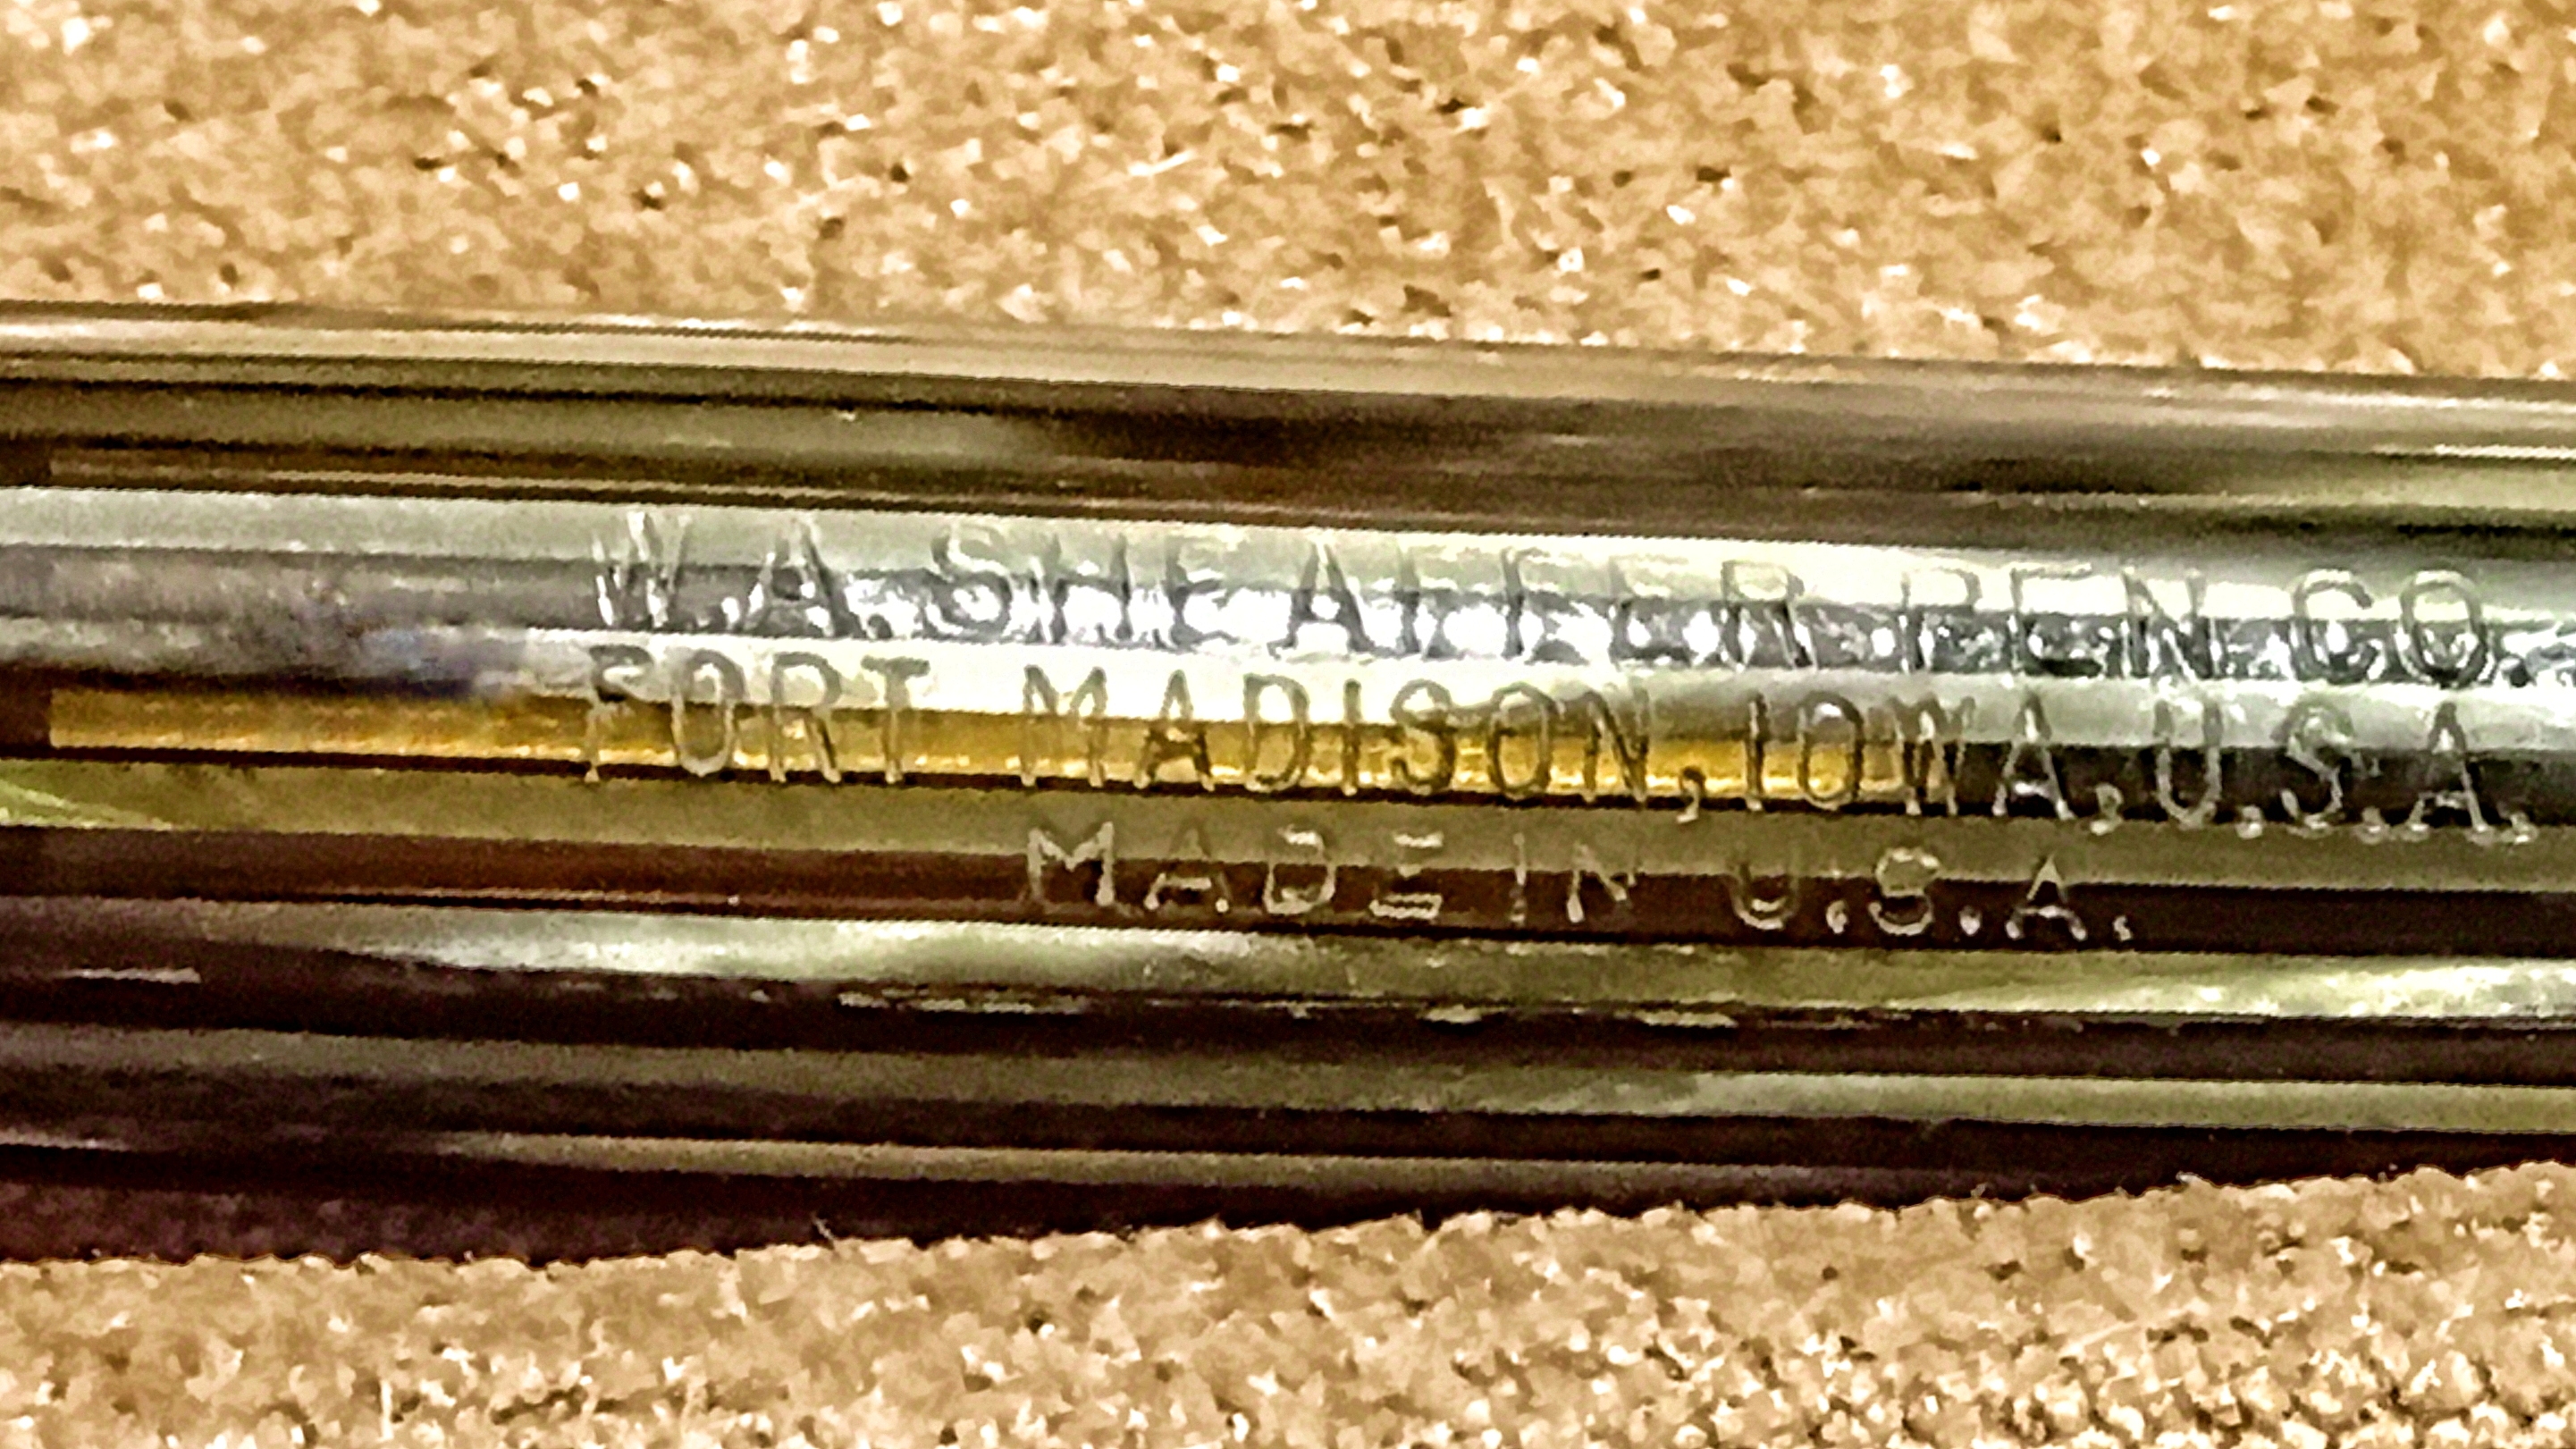 W.A.SHEAFFER PEN CO.
FORT MADISON,IOWA,U.S.A.
MADE IN U.S.A.